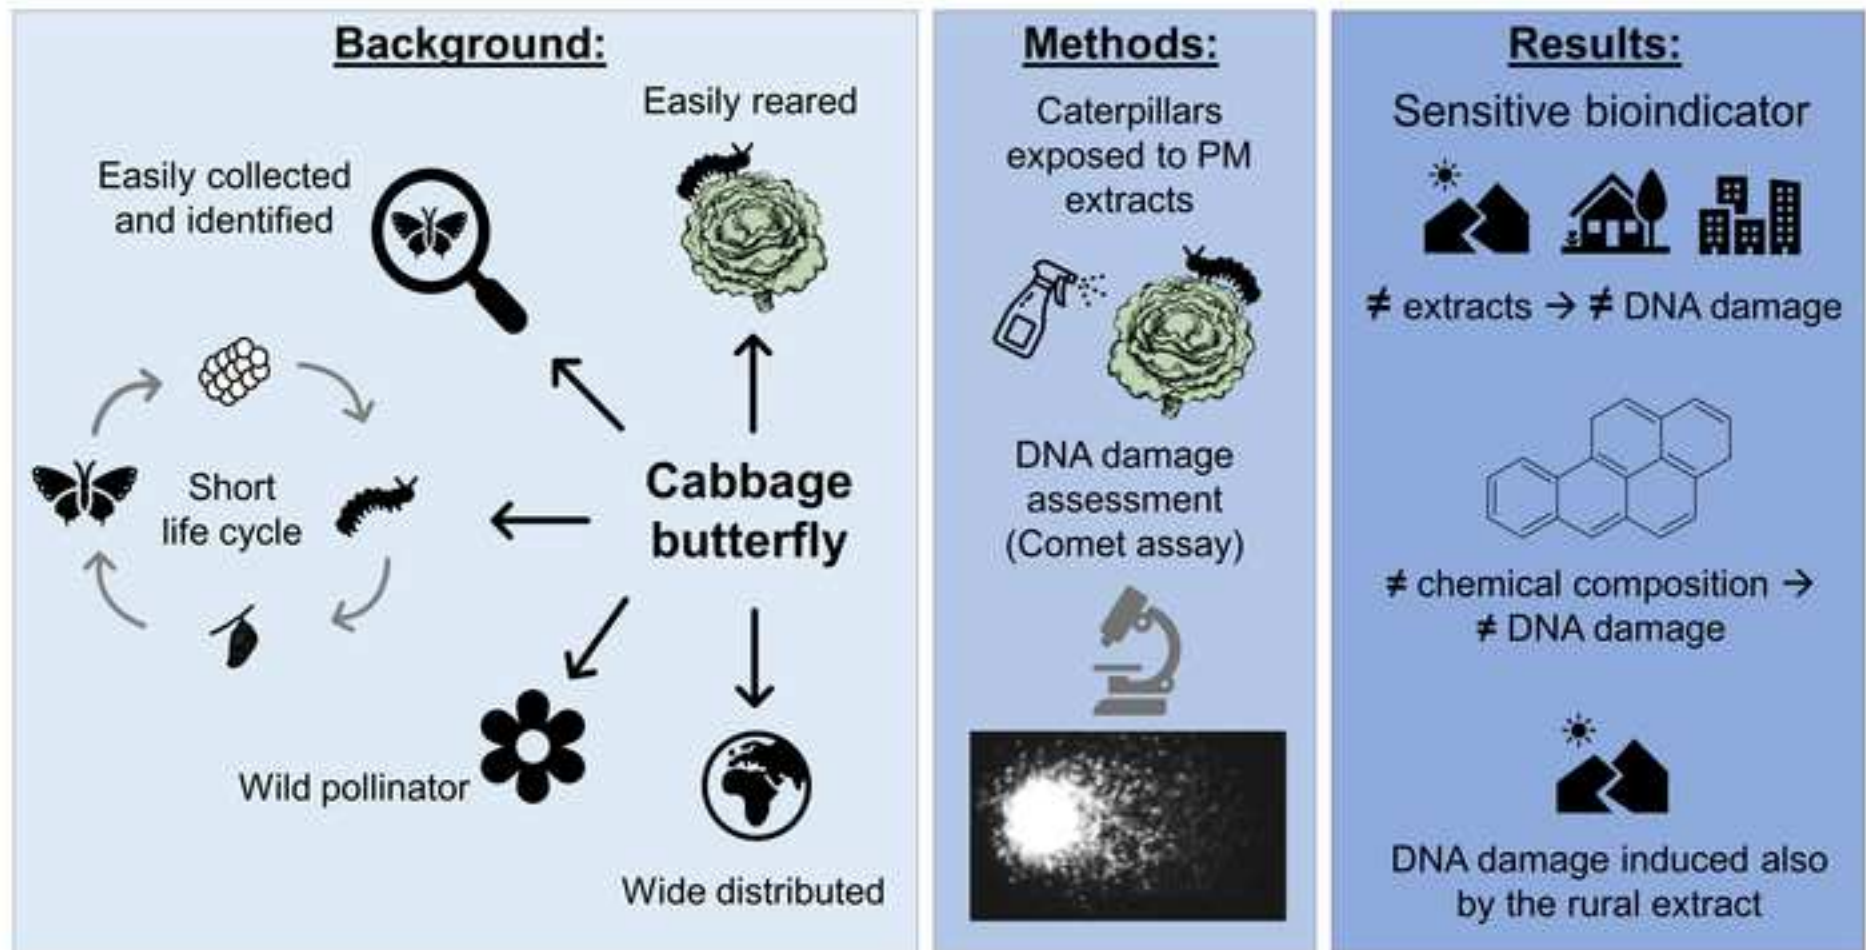 Background:
Easily reared
Easily collected
and identified
Short
life cycle
Cabbage
butterfly
Wild pollinator
Wide distributed
Methods:
Caterpillars
exposed to PM
extracts
DNA damage
assessment
(Comet assay)
Results:
Sensitive bioindicator
≠ extracts → ≠ DNA damage
≠ chemical composition →
≠ DNA damage
DNA damage induced also
by the rural extract